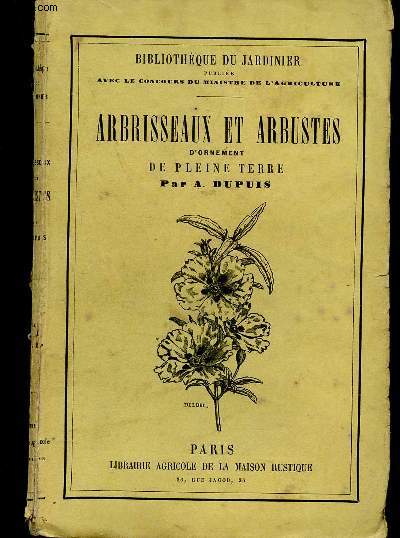 BIBLIOTHÈQUE DU JARDINIER
PUBLIÉE
AVEC LE CONCOURS DU MINISTRE DE L'AGRICULTURE
ARBRISSEAUX ET ARBUSTES
D'ORNEMENT
DE PLEINE TERRE
Par A. DUPUIS
PARIS
LIBRAIRIE AGRICOLE DE LA MAISON RUSTIQUE
26, RUE JACOB, 26